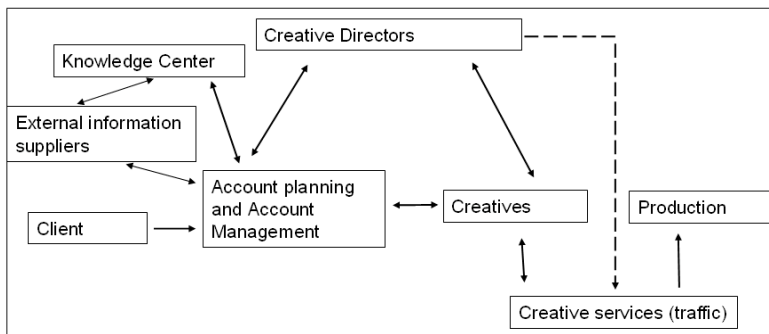 Creative Directors
Knowledge Center
External information
suppliers
Account planning
and Account
Management
Creatives
Production
Client
Creative services (traffic)